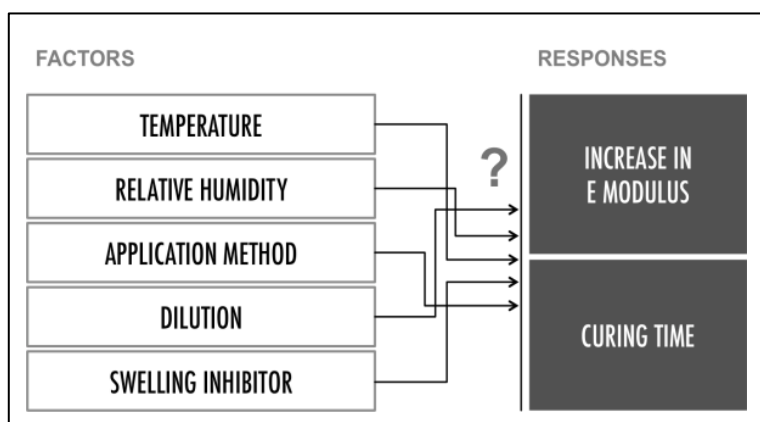 FACTORS
RESPONSES
TEMPERATURE
RELATIVE HUMIDITY
APPLICATION METHOD
DILUTION
SWELLING INHIBITOR
?
INCREASE IN
E MODULUS
CURING TIME